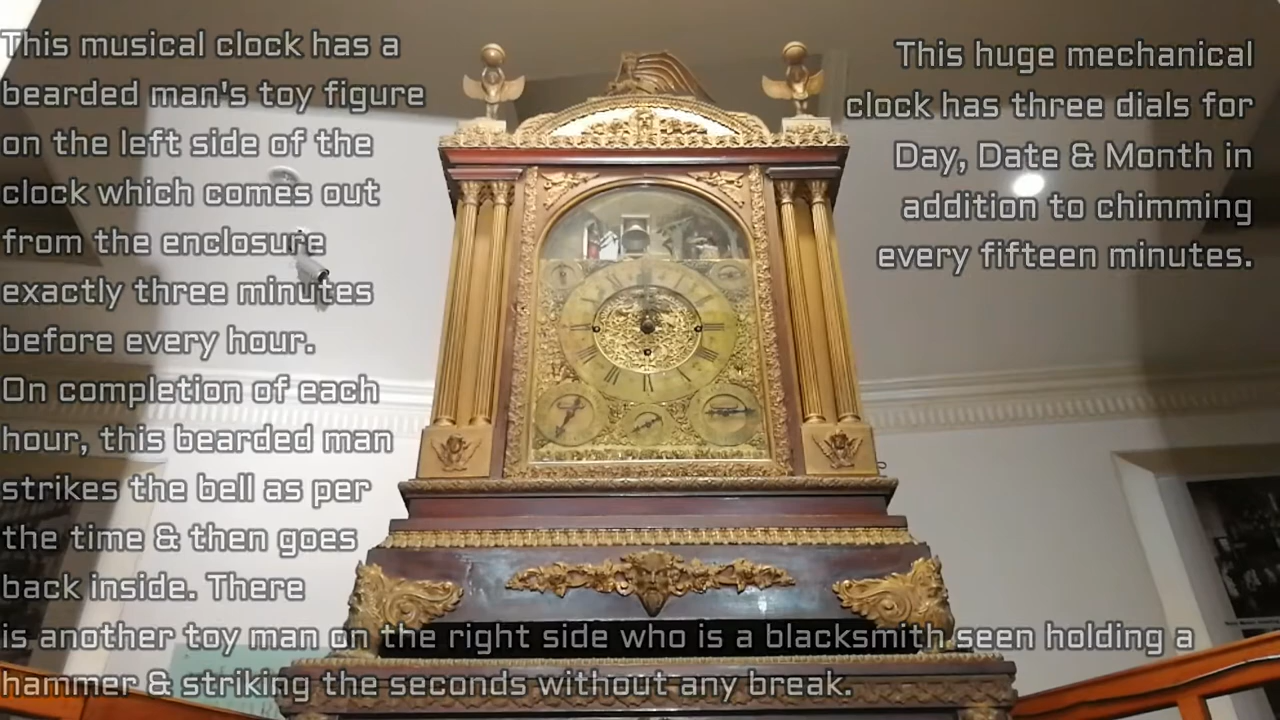 This musical clock has a
bearded man's toy figure
on the left side of the
clock which comes out
from the enclosure
exactly three minutes
before every hour.
On completion of each
hour, this bearded man
strikes the bell as per
the time & then goes
back inside. There
is another toy man on the right side who is a blacksmith seen holding a
hammer & striking the seconds without any break.
This huge mechanical
clock has three dials for
Day, Date & Month in
addition to chimming
every fifteen minutes.